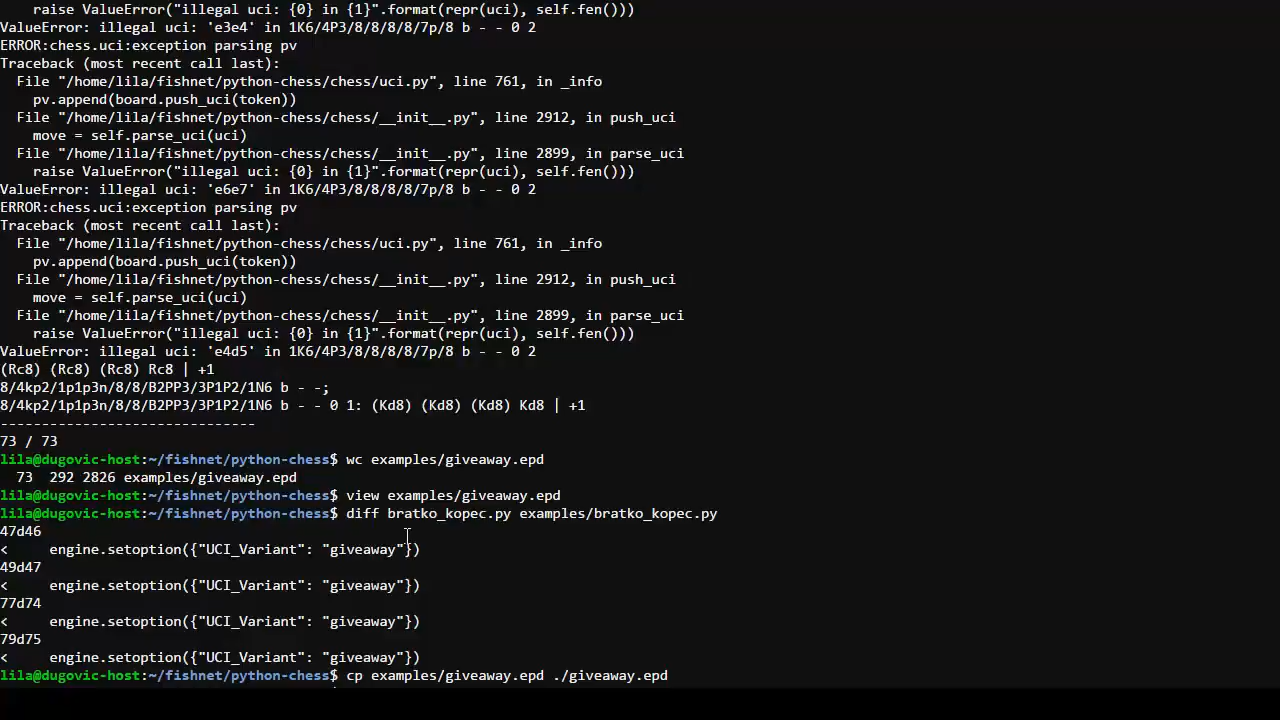 raise ValueError("illegal uci: {0} in {1}".format(repr(uci), self.fen()))
ValueError: illegal uci: 'e3e4' in 1K6/4P3/8/8/8/8/7p/8 b - - 0 2
ERROR:chess.uci:exception parsing pv
Traceback (most recent call last):
  File "/home/lila/fishnet/python-chess/chess/uci.py", line 761, in _info
    pv.append(board.push_uci(token))
  File "/home/lila/fishnet/python-chess/chess/__init__.py", line 2912, in push_uci
    move = self.parse_uci(uci)
  File "/home/lila/fishnet/python-chess/chess/__init__.py", line 2899, in parse_uci
    raise ValueError("illegal uci: {0} in {1}".format(repr(uci), self.fen()))
ValueError: illegal uci: 'e6e7' in 1K6/4P3/8/8/8/8/7p/8 b - - 0 2
ERROR:chess.uci:exception parsing pv
Traceback (most recent call last):
  File "/home/lila/fishnet/python-chess/chess/uci.py", line 761, in _info
    pv.append(board.push_uci(token))
  File "/home/lila/fishnet/python-chess/chess/__init__.py", line 2912, in push_uci
    move = self.parse_uci(uci)
  File "/home/lila/fishnet/python-chess/chess/__init__.py", line 2899, in parse_uci
    raise ValueError("illegal uci: {0} in {1}".format(repr(uci), self.fen()))
ValueError: illegal uci: 'e4d5' in 1K6/4P3/8/8/8/8/7p/8 b - - 0 2
(Rc8) (Rc8) (Rc8) Rc8 | +1
8/4kp2/1p1p3n/8/8/B2PP3/3P1P2/1N6 b - -;
8/4kp2/1p1p3n/8/8/B2PP3/3P1P2/1N6 b - - 0 1: (Kd8) (Kd8) (Kd8) Kd8 | +1
-------------------------------
73 / 73
lila@dugovic-host:~/fishnet/python-chess$ wc examples/giveaway.epd
  73  292 2826 examples/giveaway.epd
lila@dugovic-host:~/fishnet/python-chess$ view examples/giveaway.epd
lila@dugovic-host:~/fishnet/python-chess$ diff bratko_kopec.py examples/bratko_kopec.py
47d46
<     engine.setoption({"UCI_Variant": "giveaway"})
49d47
<     engine.setoption({"UCI_Variant": "giveaway"})
77d74
<     engine.setoption({"UCI_Variant": "giveaway"})
79d75
<     engine.setoption({"UCI_Variant": "giveaway"})
lila@dugovic-host:~/fishnet/python-chess$ cp examples/giveaway.epd ./giveaway.epd